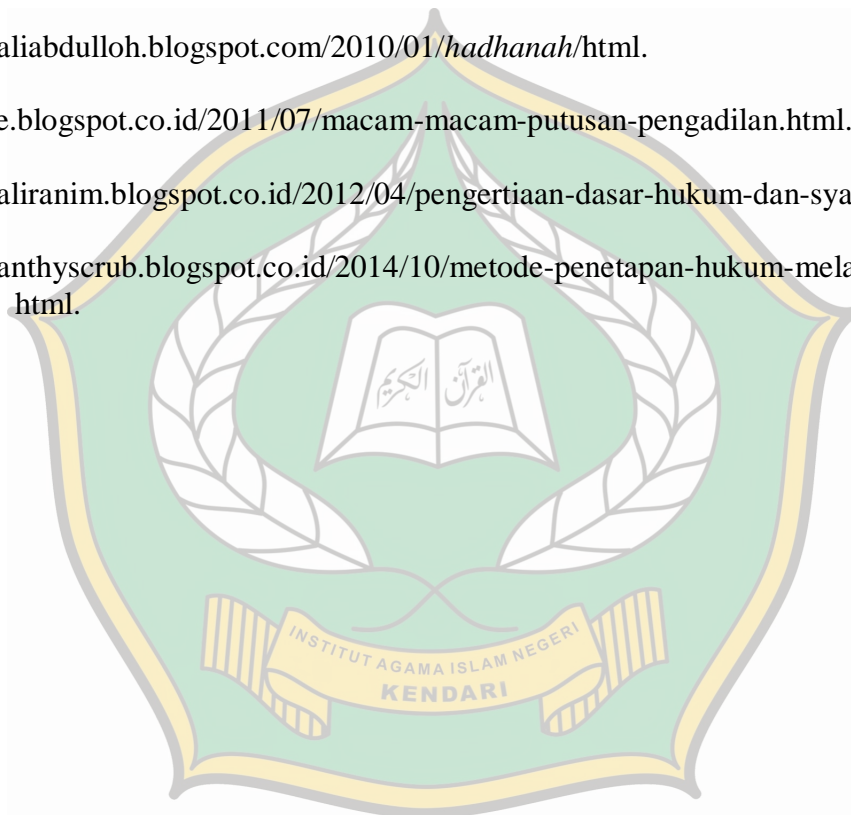 aliabdulloh.blogspot.com/2010/01/hadhanah/html.
e.blogspot.co.id/2011/07/macam-macam-putusan-pengadilan.html.
aliranim.blogspot.co.id/2012/04/pengertiaan-dasar-hukum-dan-sya
anthyscrub.blogspot.co.id/2014/10/metode-penetapan-hukum-mela
html.
القرآن الكريم
INSTITUT AGAMA ISLAM NEGERI
KENDARI